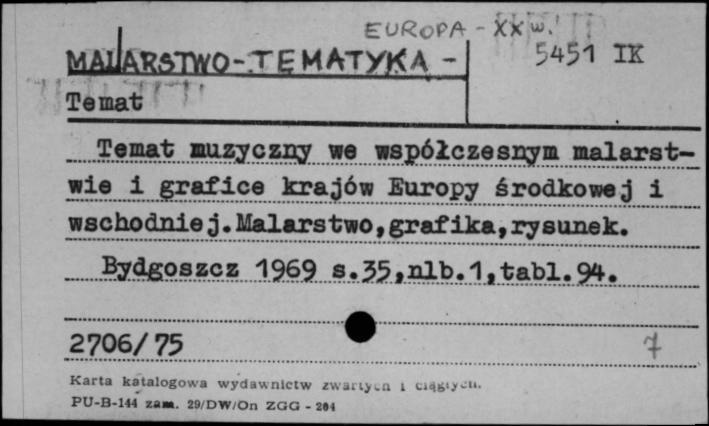 EUROPA - XX w.
MALARSTWO - TEMATYKA - 5451 IK
Temat
Temat muzyczny we współczesnym malarst-
wie i grafice krajów Europy środkowej i
wschodniej.Malarstwo,grafika,rysunek.
Bydgoszcz 1969 s.35,nlb.1,tabl.94.
2706/75 7
Karta katalogowa wydawnictw zwartych i ciągłych.
PU-B-144 zam. 29/DW/On ZGG - 204